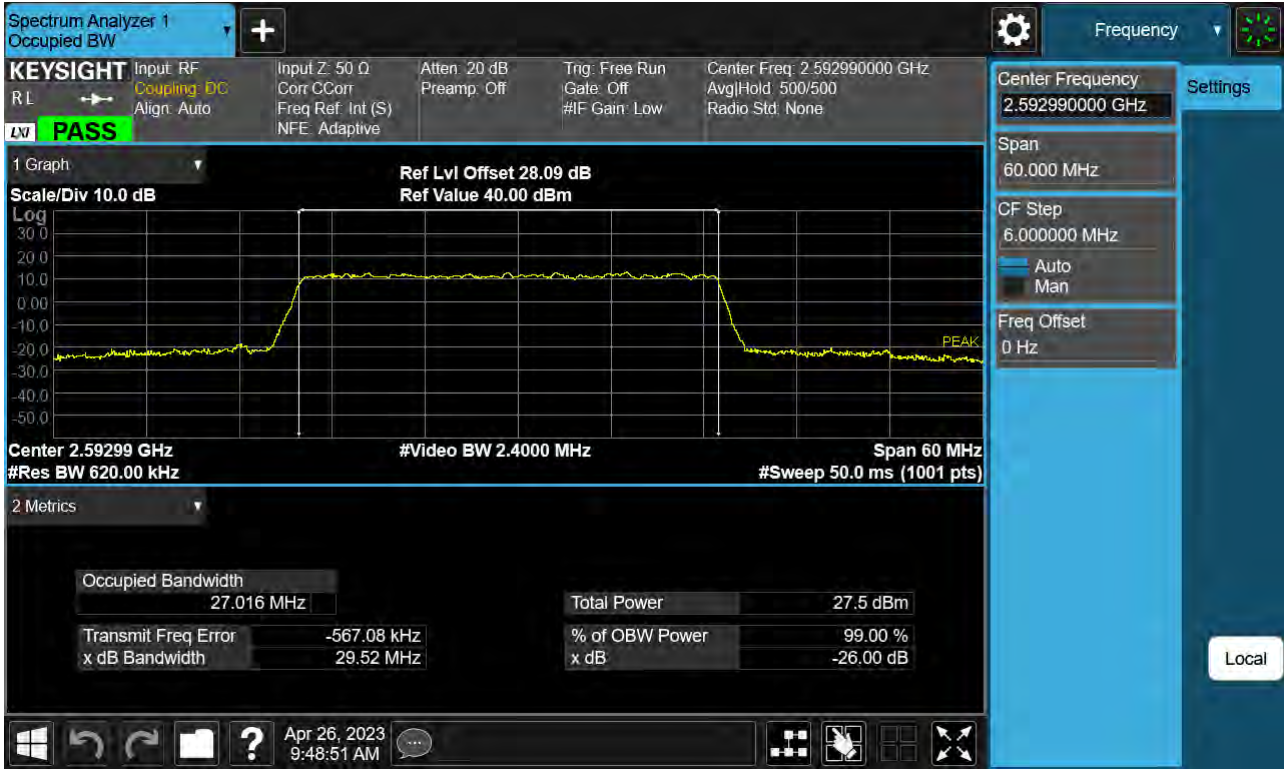 Spectrum Analyzer 1
Occupied BW
Frequency
KEYSIGHT
R L
LXI PASS
Input: RF
Coupling: DC
Align: Auto
Input Z: 50 Ω
Corr CCorr
Freq Ref: Int (S)
NFE: Adaptive
Atten: 20 dB
Preamp: Off
Trig: Free Run
Gate: Off
#IF Gain: Low
Center Freq: 2.592990000 GHz
Avg|Hold: 500/500
Radio Std: None
Center Frequency
2.592990000 GHz
Settings
Span
60.000 MHz
CF Step
6.000000 MHz
Auto
Man
Freq Offset
0 Hz
Local
1 Graph
Scale/Div 10.0 dB
Ref Lvl Offset 28.09 dB
Ref Value 40.00 dBm
Log
30.0
20.0
10.0
0.00
-10.0
-20.0
-30.0
-40.0
-50.0
PEAK
Center 2.59299 GHz
#Video BW 2.4000 MHz
Span 60 MHz
#Res BW 620.00 kHz
#Sweep 50.0 ms (1001 pts)
2 Metrics
Occupied Bandwidth
27.016 MHz
Total Power 27.5 dBm
Transmit Freq Error -567.08 kHz
% of OBW Power 99.00 %
x dB Bandwidth 29.52 MHz
x dB -26.00 dB
?
Apr 26, 2023
9:48:51 AM